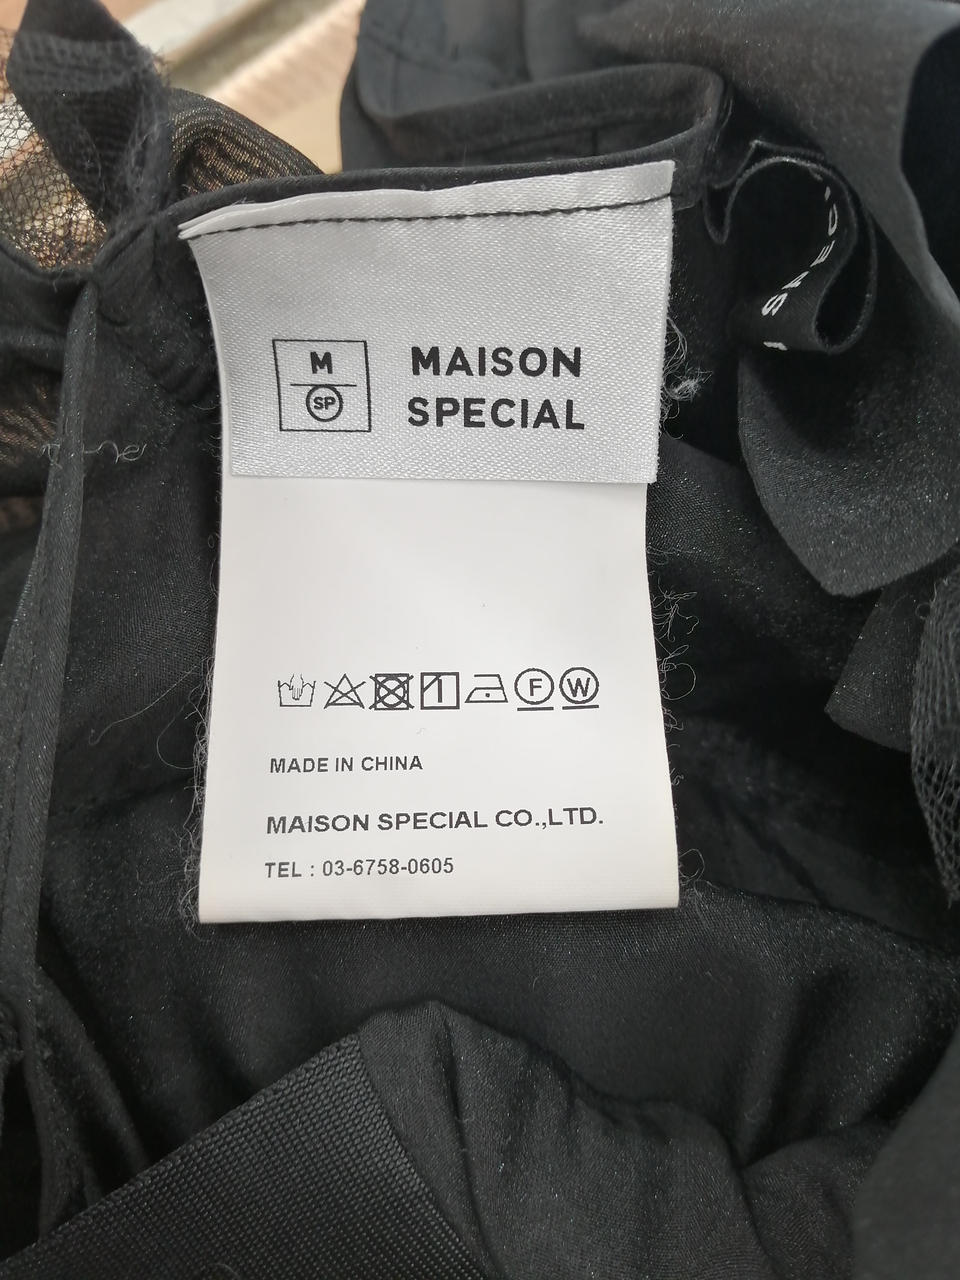 M
SP
MAISON
SPECIAL
F W
MADE IN CHINA
MAISON SPECIAL CO.,LTD.
TEL : 03-6758-0605